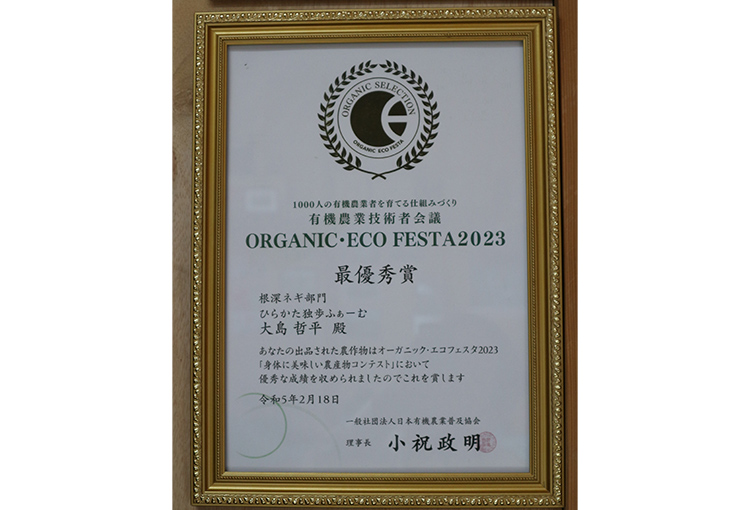 ORGANIC SELECTION
ORGANIC ECO FESTA
1000人の有機農業者を育てる仕組みづくり
有機農業技術者会議
ORGANIC・ECO FESTA2023
最優秀賞
根深ネギ部門
ひらかた独歩ふぁーむ
大島 哲平 殿
あなたの出品された農作物はオーガニック・エコフェスタ2023
「身体に美味しい農産物コンテスト」において
優秀な成績を収められましたのでこれを賞します
令和5年2月18日
一般社団法人日本有機農業普及協会
理事長 小祝政明